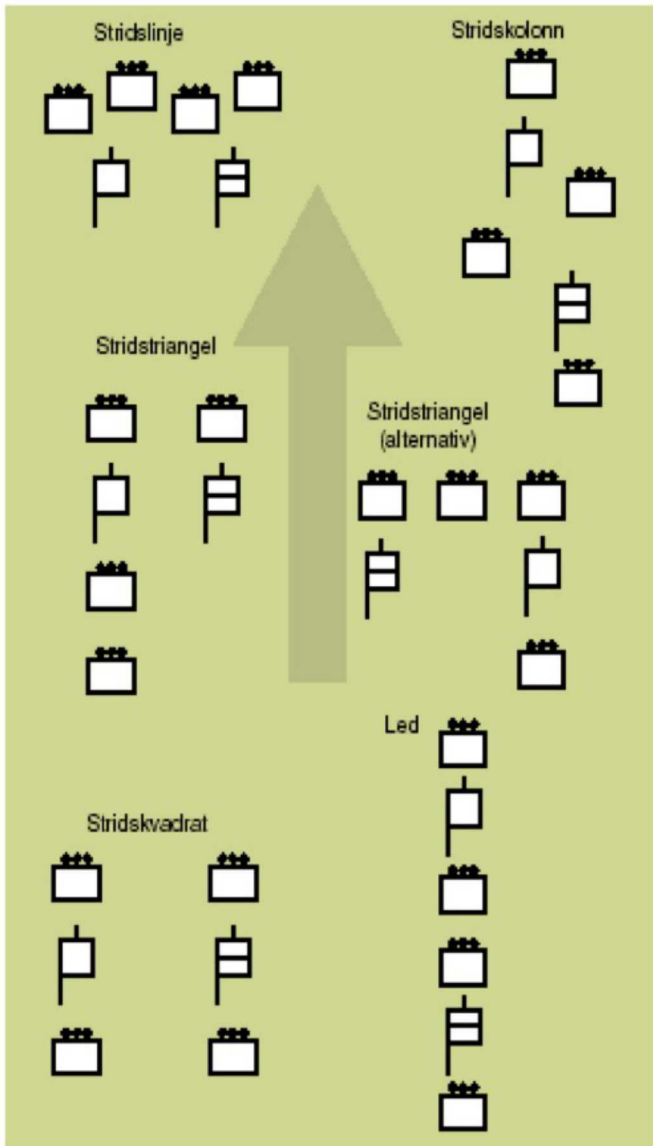 Stridslinje
Stridskolonn
Stridstriangel
Stridstriangel
(alternativ)
Led
Stridskvadrat